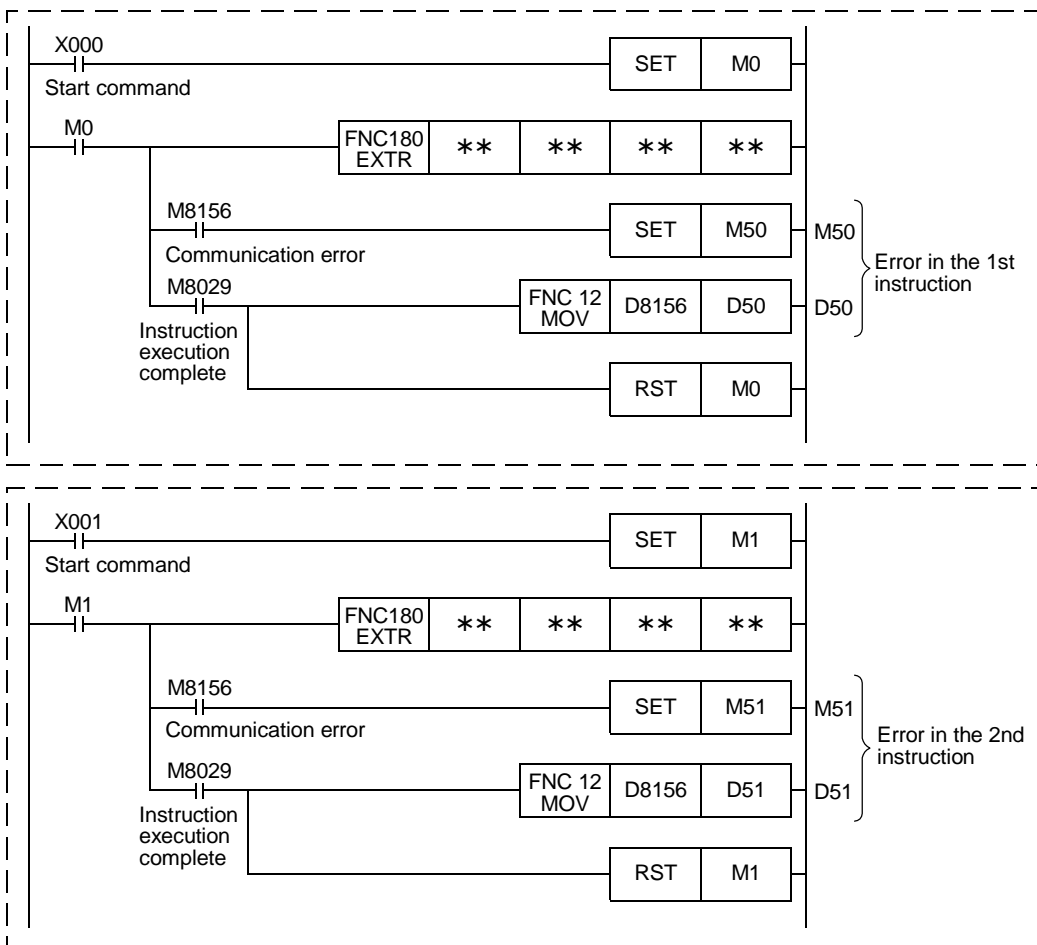 X000
SET M0
Start command
M0
FNC180 EXTR ** ** ** **
M8156
SET M50 M50
Communication error
Error in the 1st instruction
M8029
FNC 12 MOV D8156 D50 D50
Instruction
execution
complete
RST M0
X001
SET M1
Start command
M1
FNC180 EXTR ** ** ** **
M8156
SET M51 M51
Communication error
Error in the 2nd instruction
M8029
FNC 12 MOV D8156 D51 D51
Instruction
execution
complete
RST M1